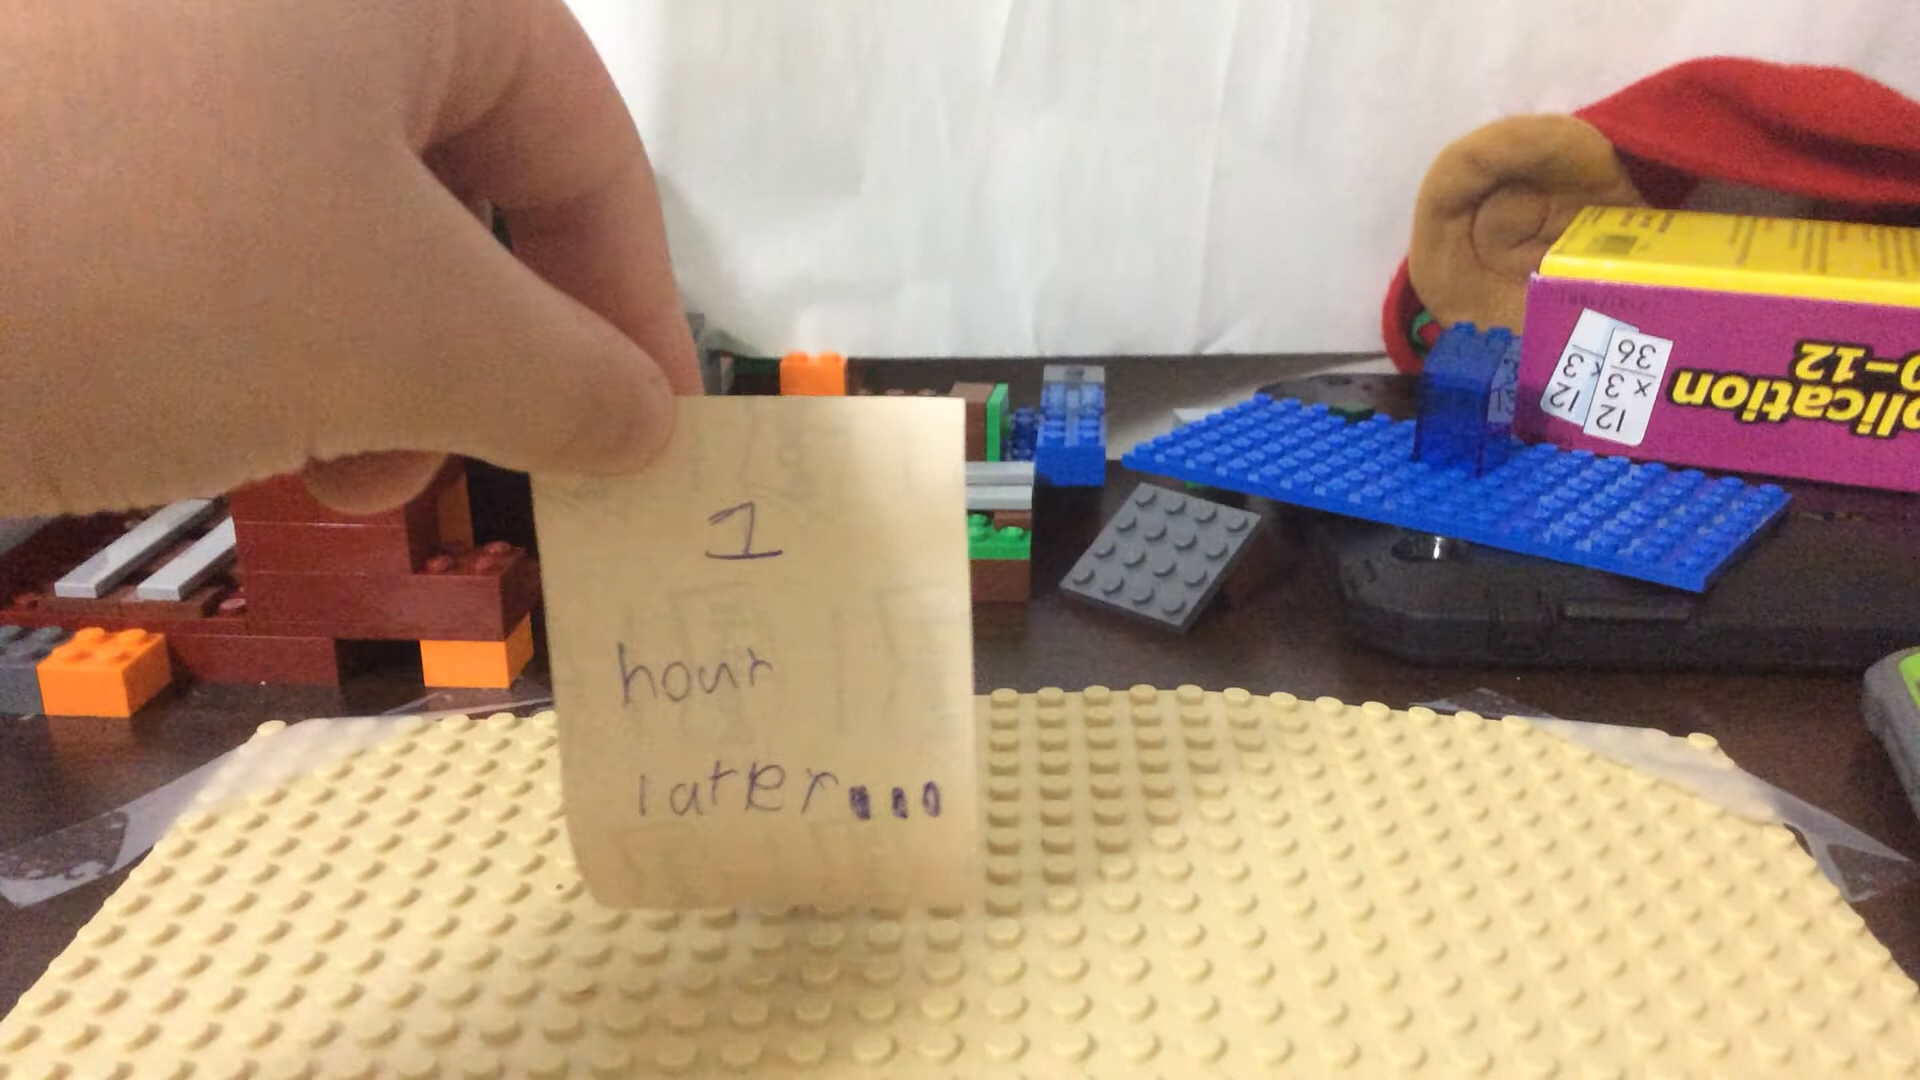 1
hour
later...
plication
0-12
12
x 3
36
12
x 3